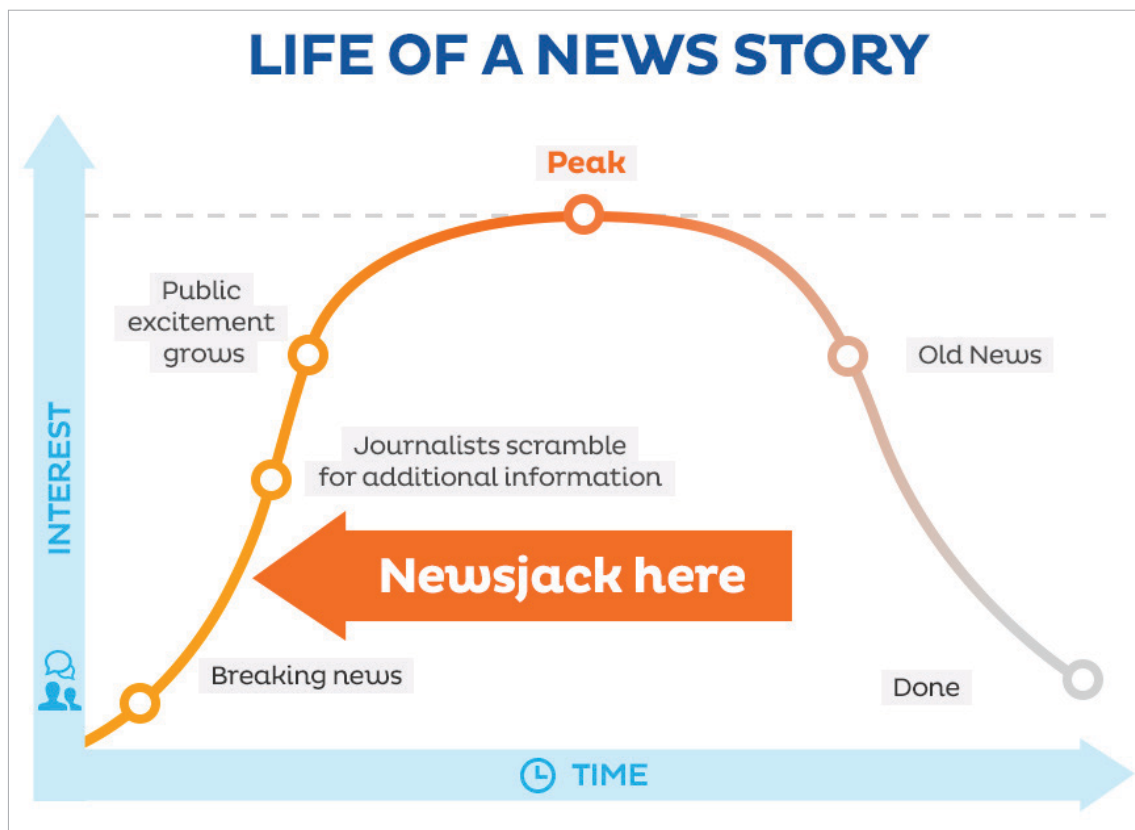 LIFE OF A NEWS STORY
Peak
Public
excitement
grows
Old News
Journalists scramble
for additional information
Newsjack here
Breaking news
Done
INTEREST
TIME